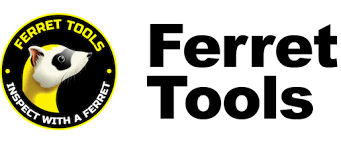 FERRET TOOLS
INSPECT WITH A FERRET
Ferret
Tools